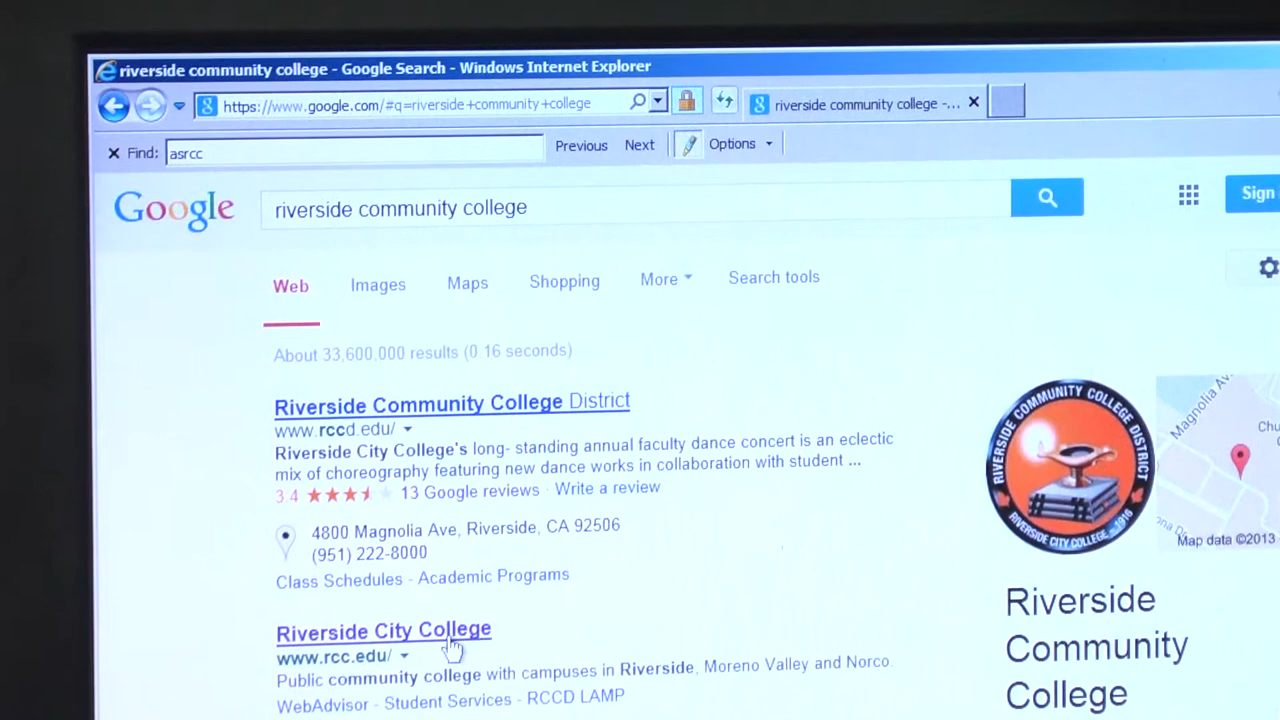 riverside community college - Google Search - Windows Internet Explorer
https://www.google.com/#q=riverside+community+college
riverside community college -...
Find: asrcc Previous Next Options
Google
riverside community college
Sign
Web Images Maps Shopping More Search tools
About 33,600,000 results (0 16 seconds)
Riverside Community College District
www.rccd.edu/
Riverside City College's long- standing annual faculty dance concert is an eclectic
mix of choreography featuring new dance works in collaboration with student ...
3.4 13 Google reviews · Write a review
4800 Magnolia Ave, Riverside, CA 92506
(951) 222-8000
Class Schedules - Academic Programs
Riverside City College
www.rcc.edu/
Public community college with campuses in Riverside, Moreno Valley and Norco.
WebAdvisor - Student Services - RCCD LAMP
RIVERSIDE COMMUNITY COLLEGE DISTRICT
RIVERSIDE CITY COLLEGE - 1916
Magnolia Av
Chu
Map data ©2013
Riverside
Community
College